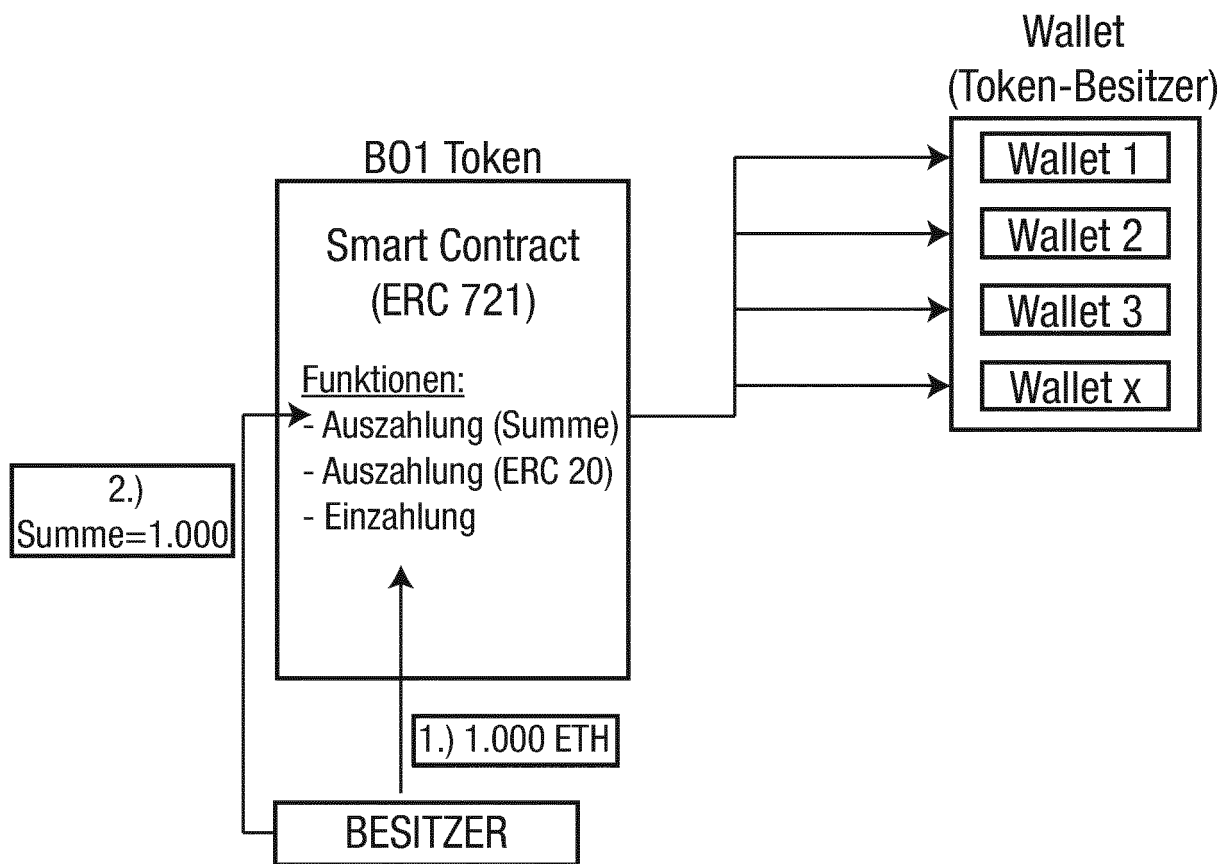 Wallet
(Token-Besitzer)
Wallet 1
Wallet 2
Wallet 3
Wallet x
BO1 Token
Smart Contract
(ERC 721)
Funktionen:
- Auszahlung (Summe)
- Auszahlung (ERC 20)
- Einzahlung
2.)
Summe=1.000
1.) 1.000 ETH
BESITZER